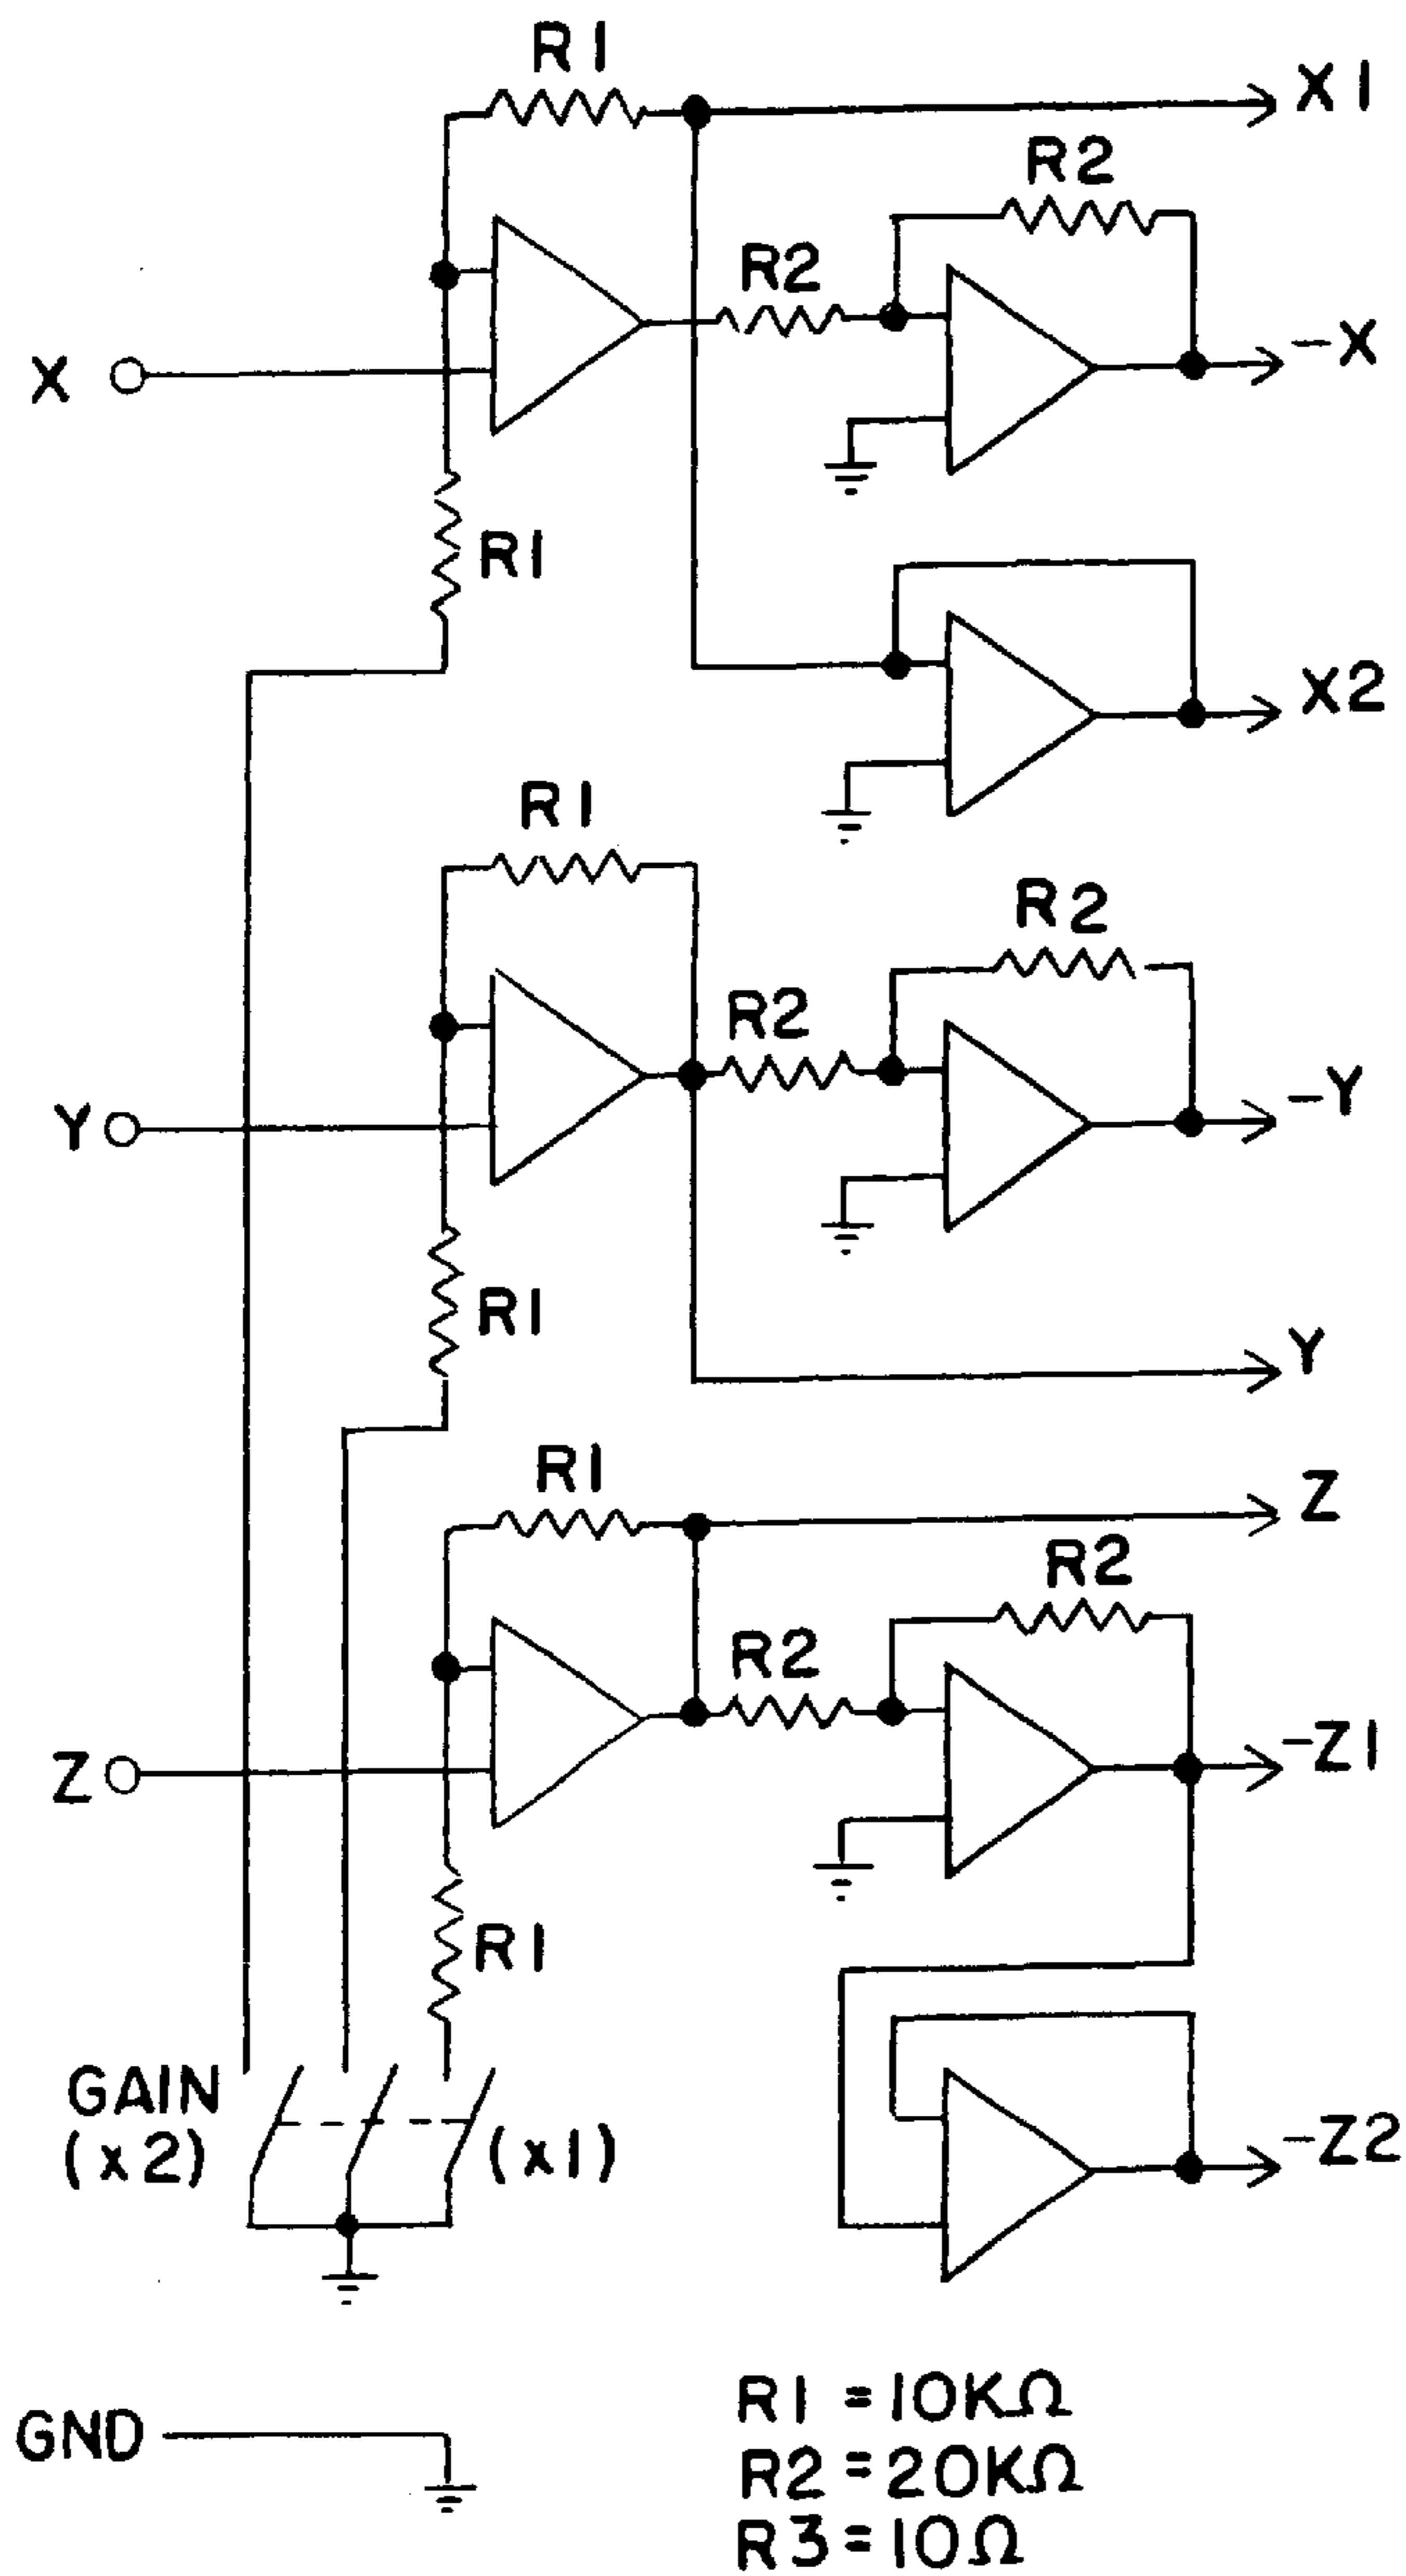 R1
X1
R2
R2
-X
X
R1
X2
R1
R2
R2
-Y
Y
R1
Y
R1
Z
R2
R2
-Z1
Z
R1
GAIN
(x2)
(x1)
-Z2
R1 = 10KΩ
GND
R2 = 20KΩ
R3 = 10Ω